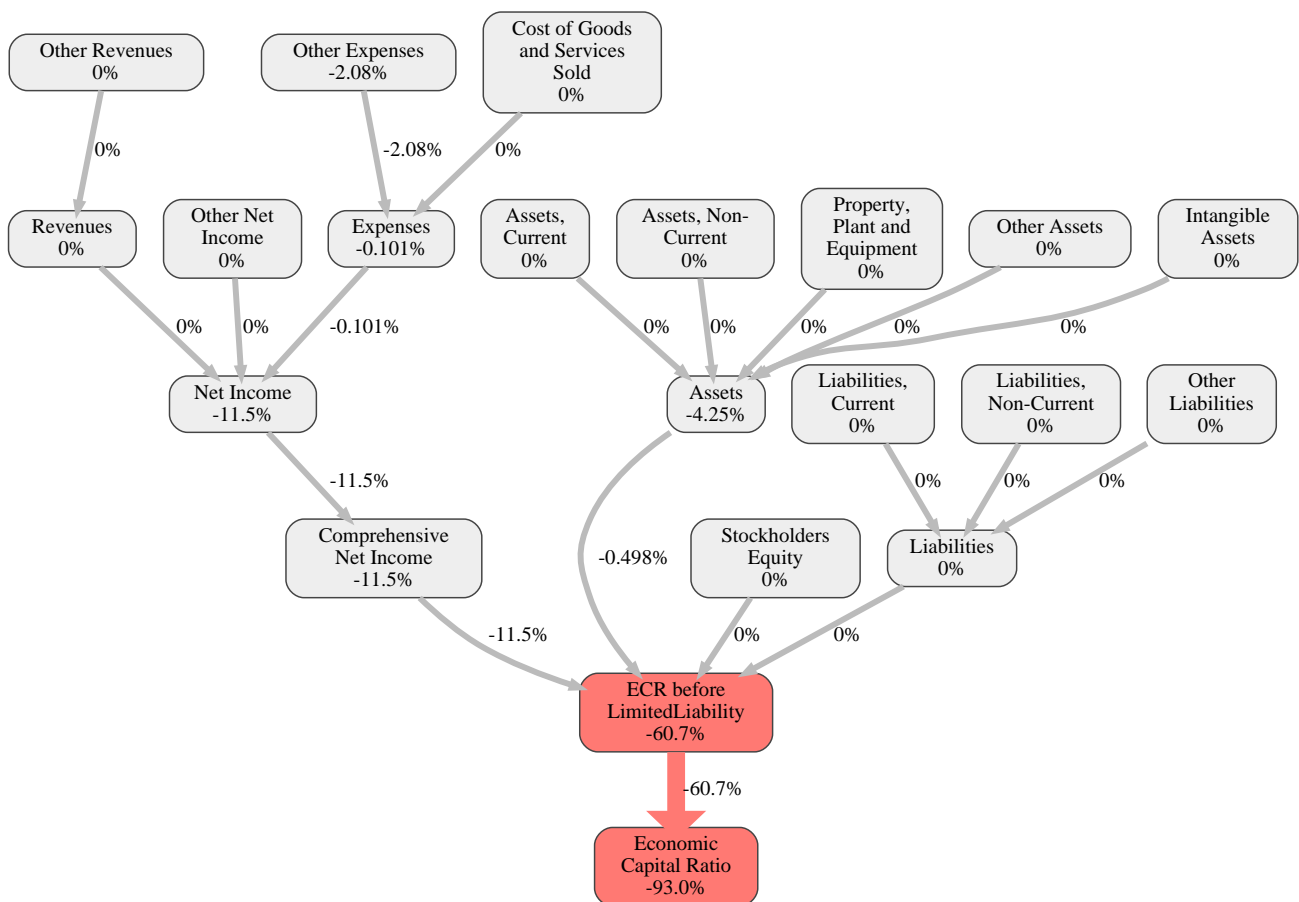 Other Revenues
0%
Other Expenses
-2.08%
Cost of Goods
and Services
Sold
0%
0%
-2.08%
0%
Revenues
0%
Other Net
Income
0%
Expenses
-0.101%
Assets,
Current
0%
Assets, Non-
Current
0%
Property,
Plant and
Equipment
0%
Other Assets
0%
Intangible
Assets
0%
0%
0%
-0.101%
0%
0%
0%
0%
0%
Net Income
-11.5%
Assets
-4.25%
Liabilities,
Current
0%
Liabilities,
Non-Current
0%
Other
Liabilities
0%
-11.5%
0%
0%
0%
Comprehensive
Net Income
-11.5%
-0.498%
Stockholders
Equity
0%
Liabilities
0%
-11.5%
0%
0%
ECR before
LimitedLiability
-60.7%
-60.7%
Economic
Capital Ratio
-93.0%